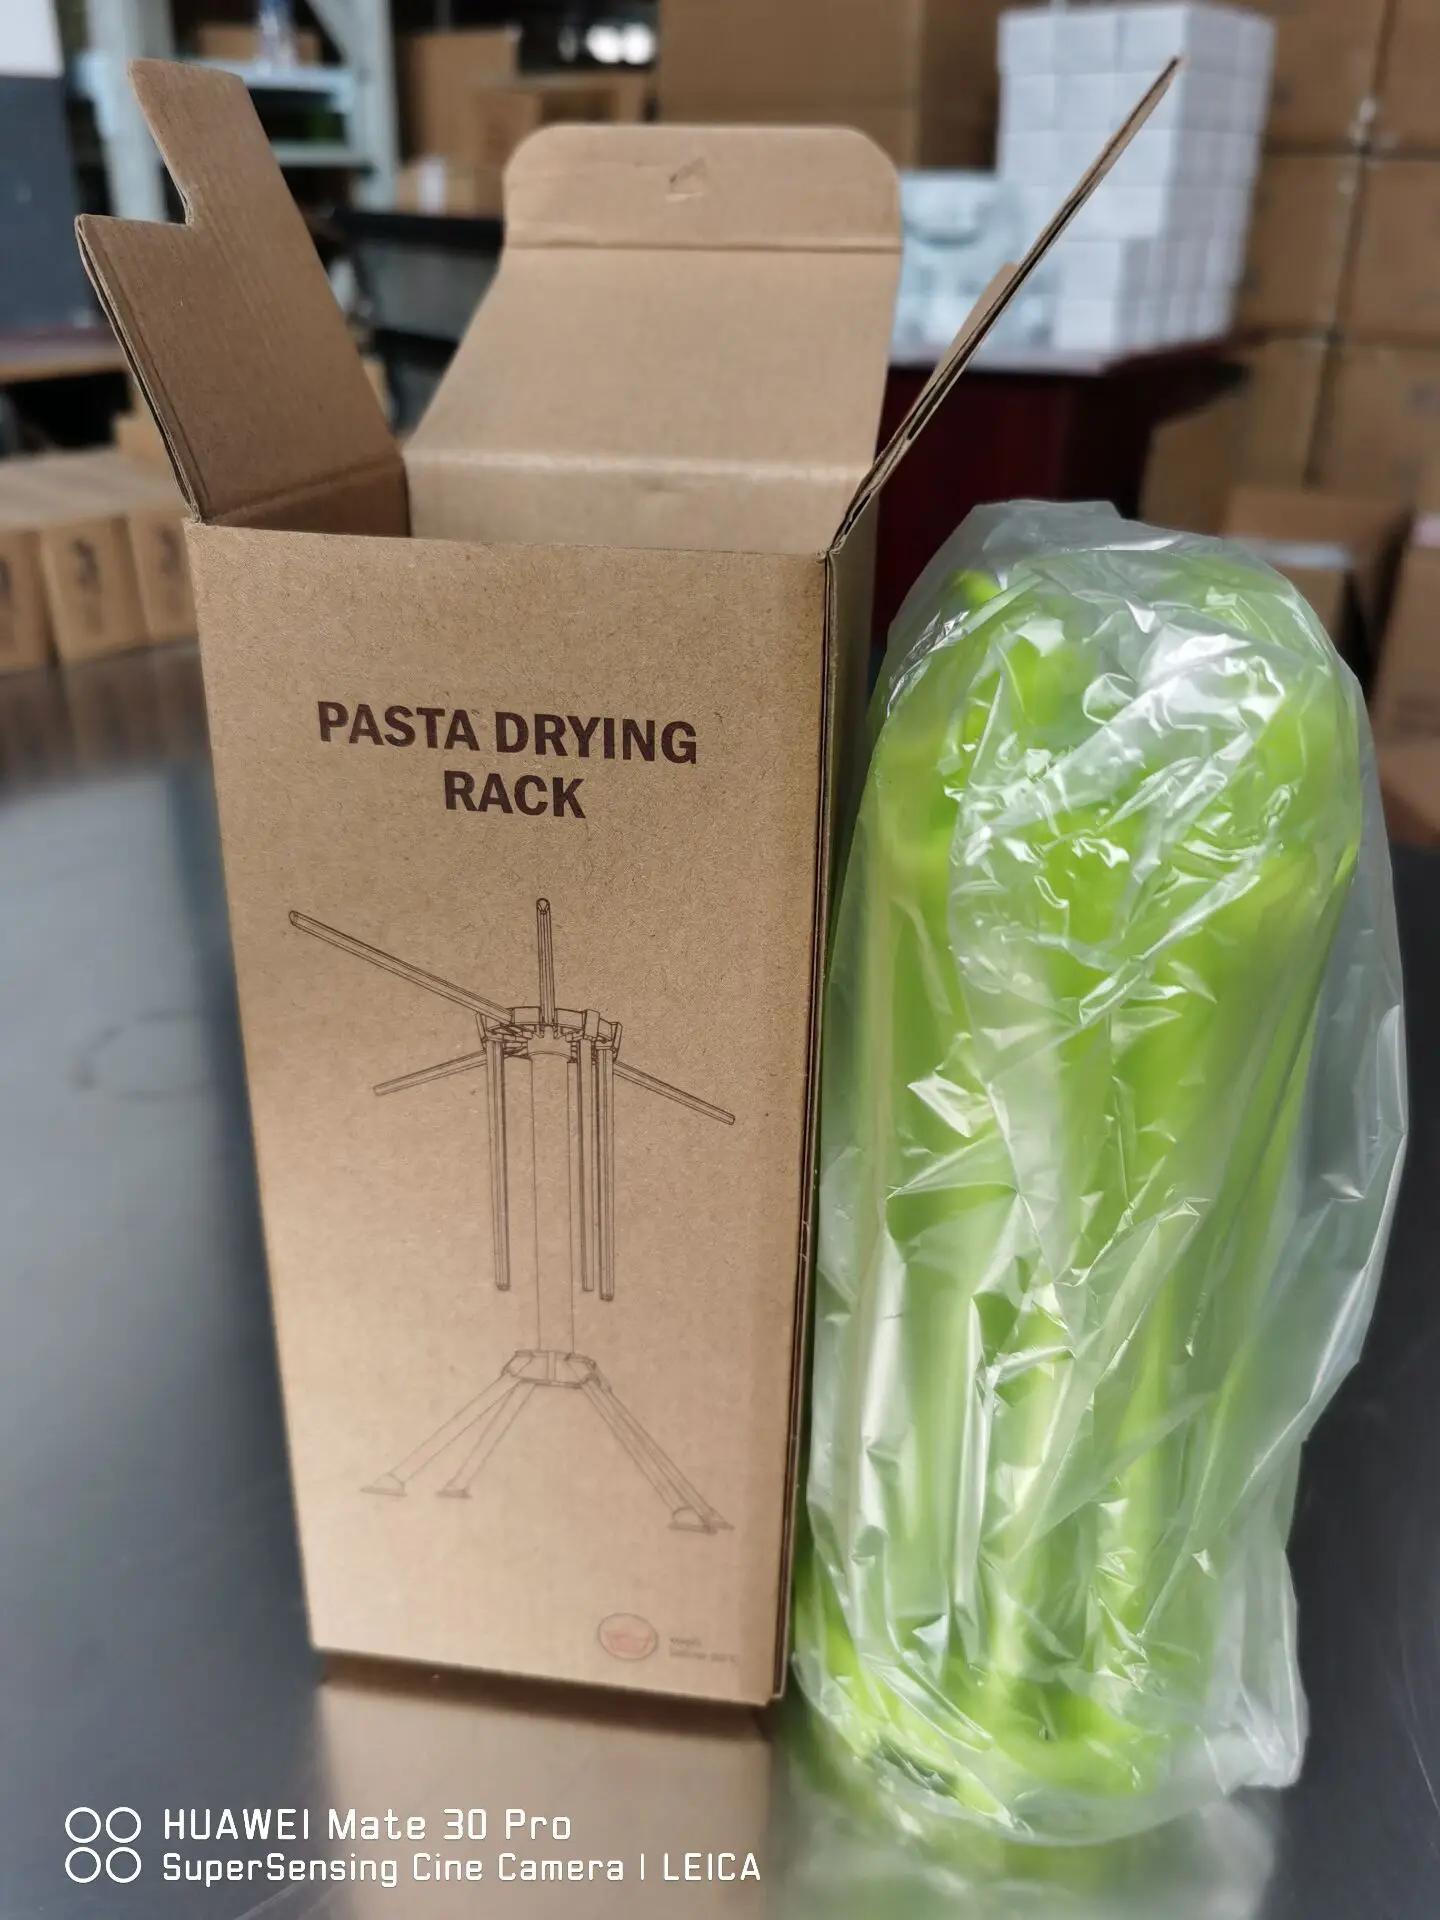 PASTA DRYING
RACK
HUAWEI Mate 30 Pro
SuperSensing Cine Camera | LEICA